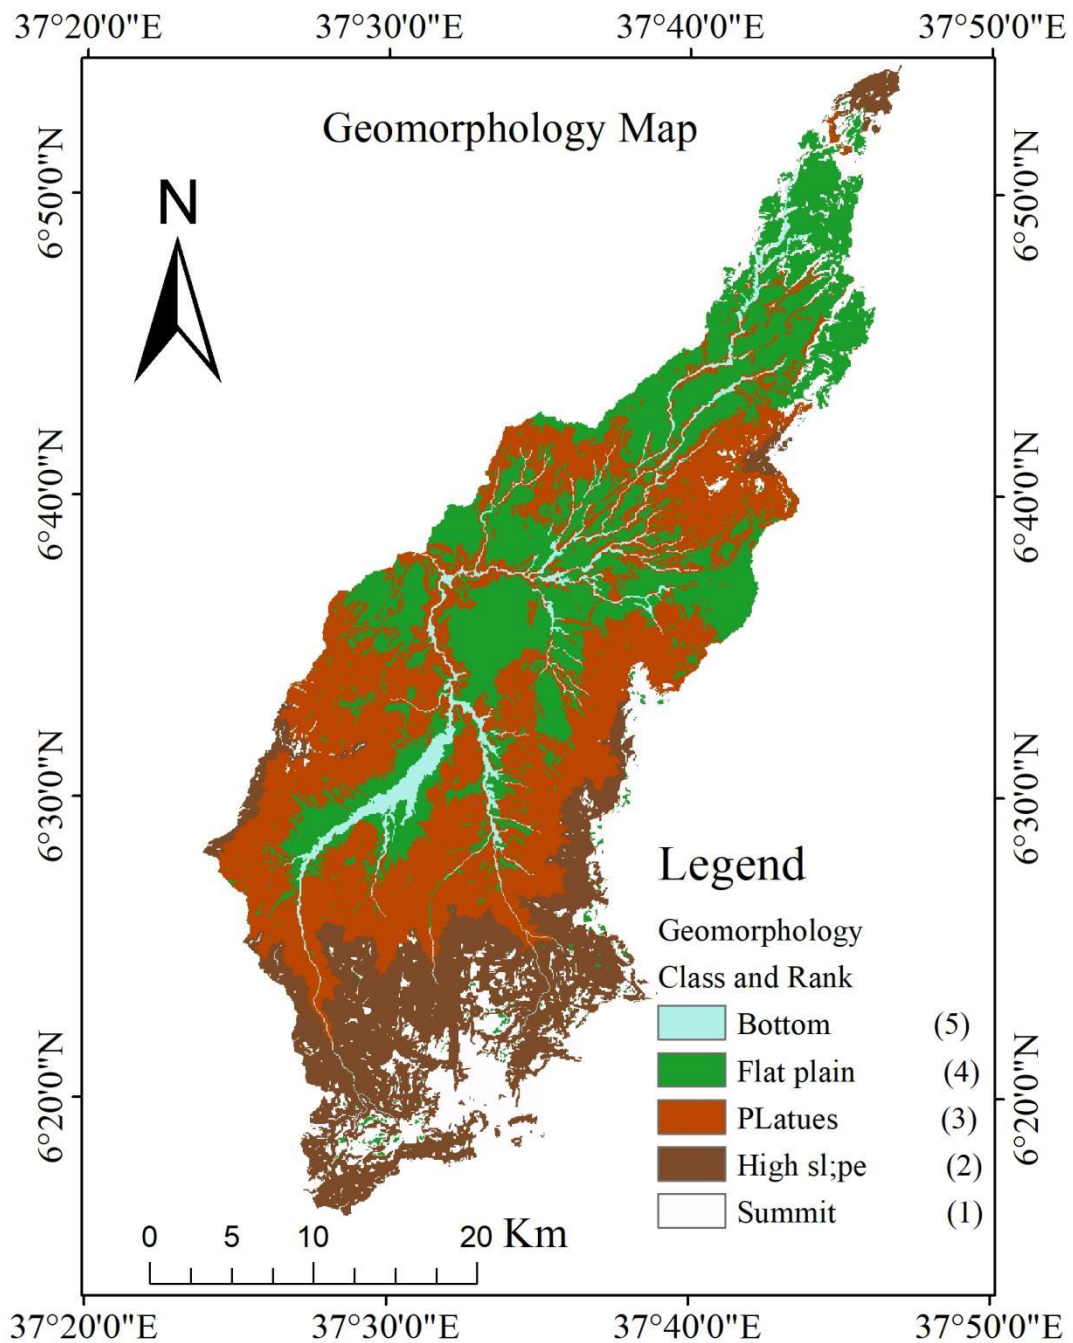 37°20'0"E 37°30'0"E 37°40'0"E 37°50'0"E
Geomorphology Map
N
6°50'0"N 6°50'0"N
6°40'0"N 6°40'0"N
6°30'0"N 6°30'0"N
6°20'0"N 6°20'0"N
Legend
Geomorphology
Class and Rank
Bottom (5)
Flat plain (4)
PLatues (3)
High sl;pe (2)
Summit (1)
0 5 10 20 Km
37°20'0"E 37°30'0"E 37°40'0"E 37°50'0"E